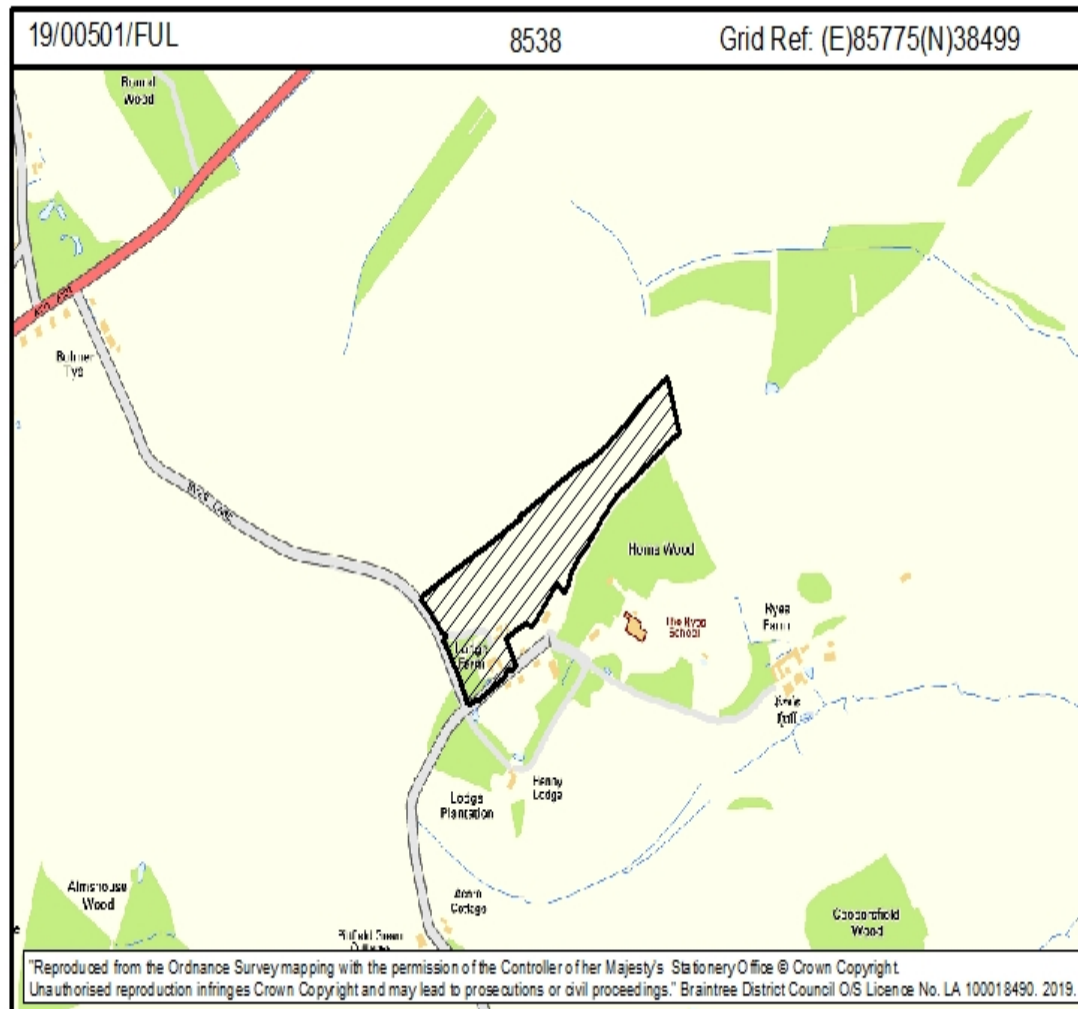 19/00501/FUL 8538 Grid Ref: (E)85775(N)38499
Wood
Bulmer
Tye
Home Wood
The Ryes
School
Ryes
Farm
Lodge
Farm
Henny
Lodge
Lodge
Plantation
Acorn
Cottage
Almshouse
Wood
Coopersfield
Wood
"Reproduced from the Ordnance Survey mapping with the permission of the Controller of her Majesty's Stationery Office © Crown Copyright.
Unauthorised reproduction infringes Crown Copyright and may lead to prosecutions or civil proceedings." Braintree District Council O/S Licence No. LA 100018490. 2019.